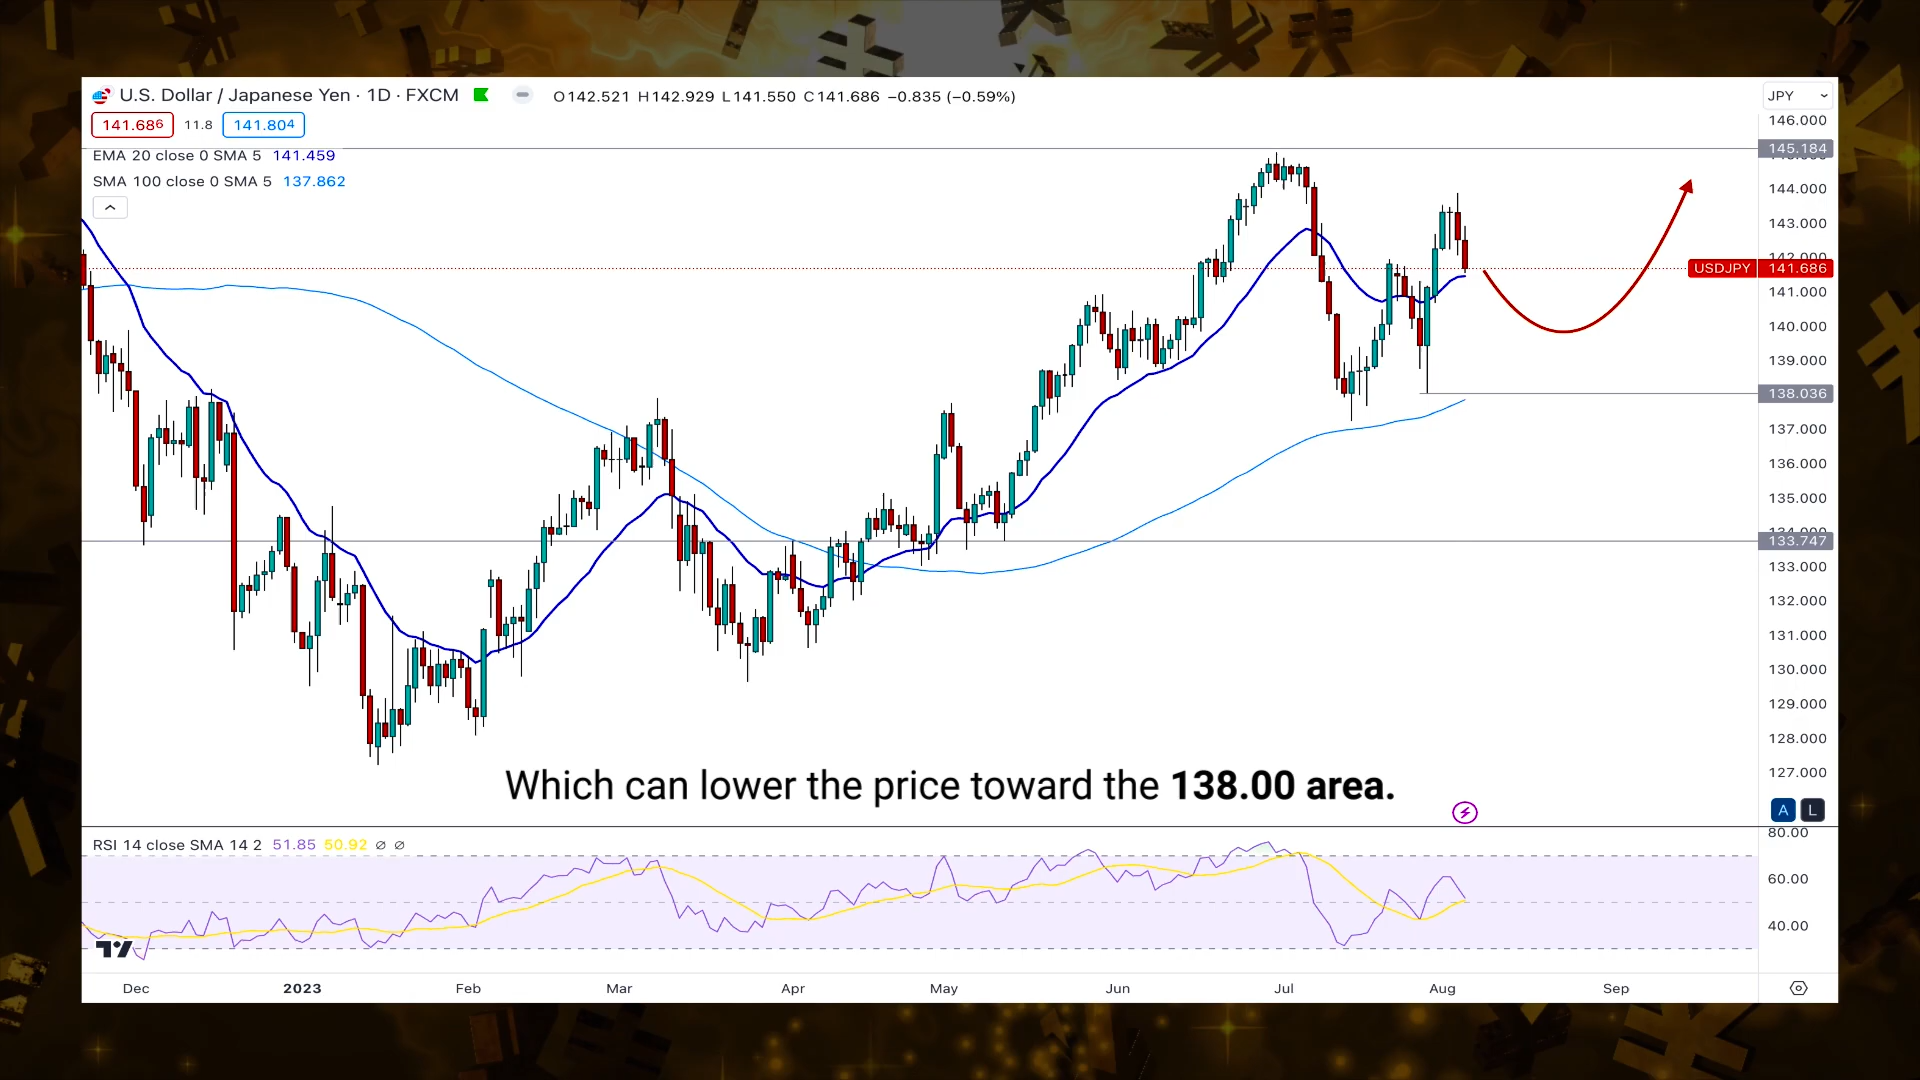 U.S. Dollar / Japanese Yen · 1D · FXCM O142.521 H142.929 L141.550 C141.686 −0.835 (−0.59%)
JPY
141.686 11.8 141.804
EMA 20 close 0 SMA 5 141.459
SMA 100 close 0 SMA 5 137.862
146.000
145.184
144.000
143.000
142.000
USDJPY 141.686
141.000
140.000
139.000
138.036
137.000
136.000
135.000
134.000
133.747
133.000
132.000
131.000
130.000
129.000
128.000
127.000
Which can lower the price toward the 138.00 area.
A L
RSI 14 close SMA 14 2 51.85 50.92 ∅ ∅
80.00
60.00
40.00
Dec 2023 Feb Mar Apr May Jun Jul Aug Sep